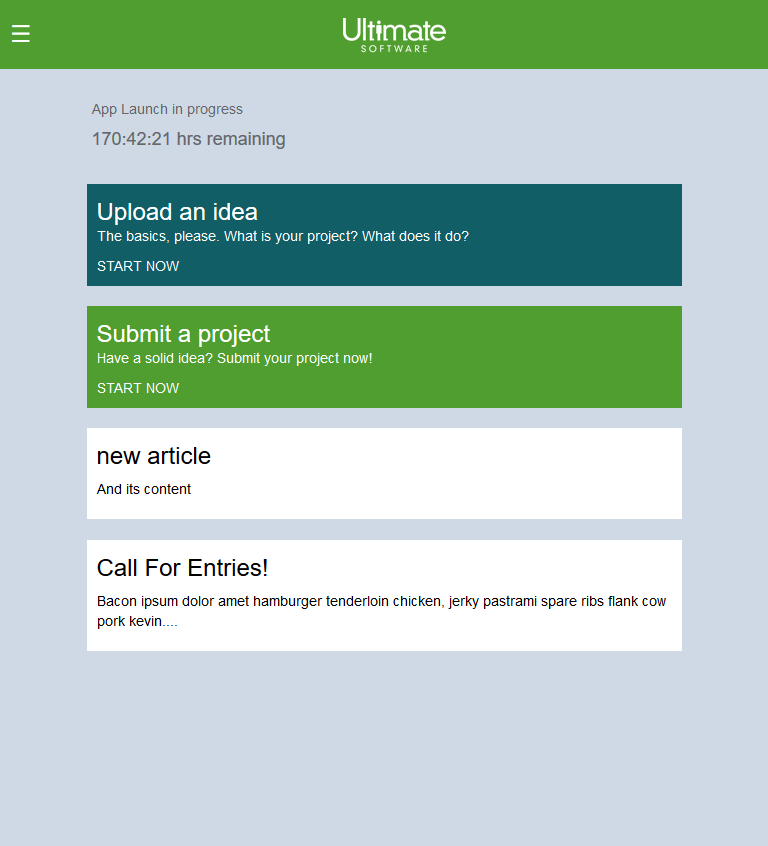 Ultimate
SOFTWARE
App Launch in progress
170:42:21 hrs remaining
Upload an idea
The basics, please. What is your project? What does it do?
START NOW
Submit a project
Have a solid idea? Submit your project now!
START NOW
new article
And its content
Call For Entries!
Bacon ipsum dolor amet hamburger tenderloin chicken, jerky pastrami spare ribs flank cow
pork kevin....